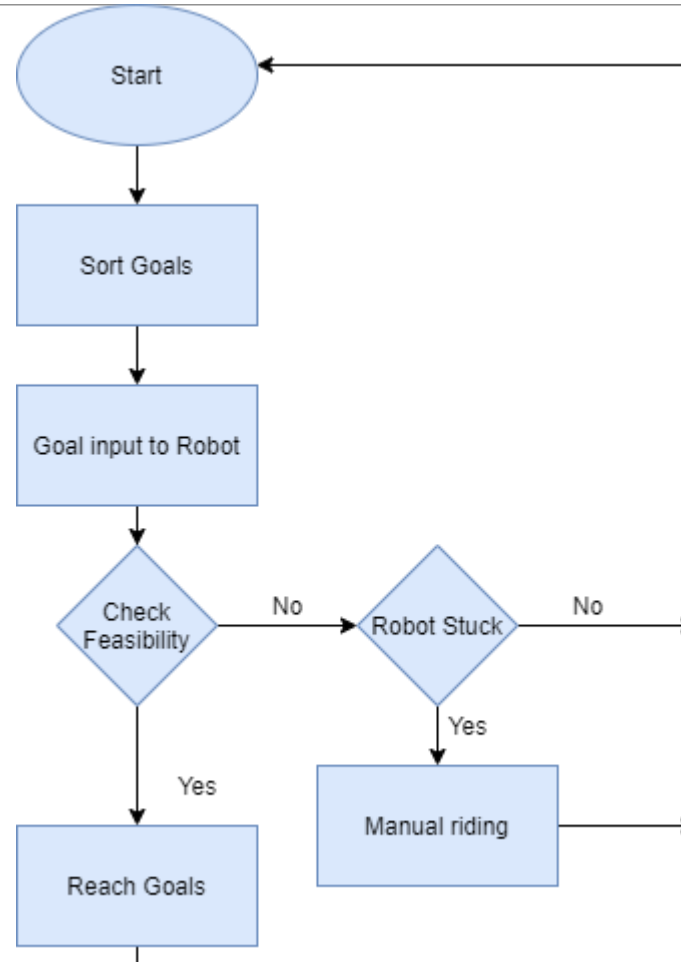 Start
Sort Goals
Goal input to Robot
Check
Feasibility
No
Robot Stuck
No
Yes
Yes
Manual riding
Reach Goals